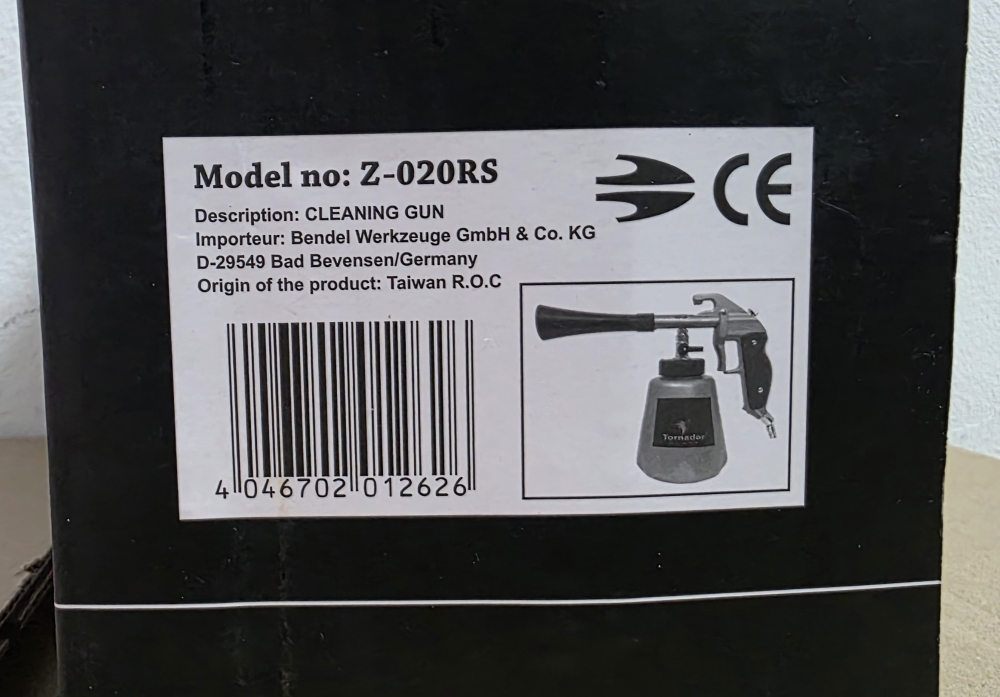 Model no: Z-020RS
Description: CLEANING GUN
Importeur: Bendel Werkzeuge GmbH & Co. KG
D-29549 Bad Bevensen/Germany
Origin of the product: Taiwan R.O.C
CE
Tornador
4 046702 012626